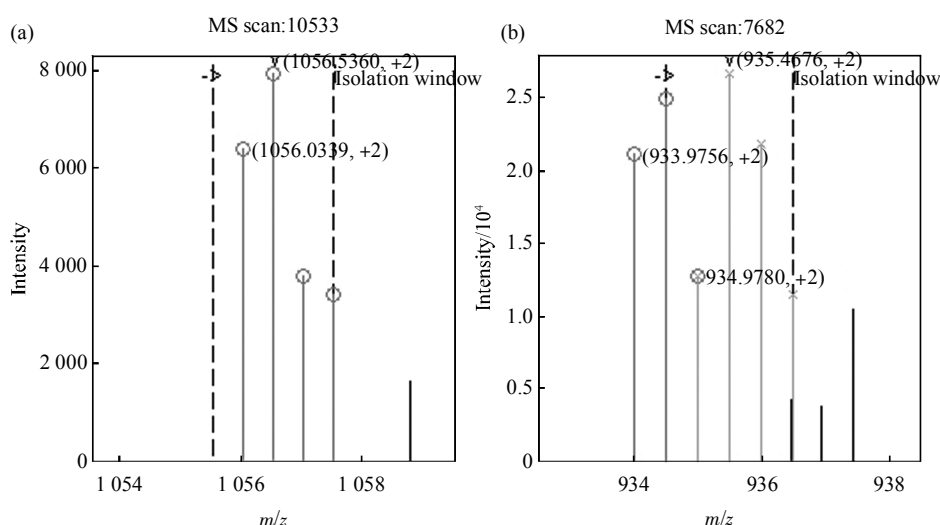 (a)
MS scan:10533
8 000
6 000
4 000
2 000
0
Intensity
(1056.5360, +2)
Isolation window
(1056.0339, +2)
1 054
1 056
1 058
m/z
(b)
MS scan:7682
2.5
2.0
1.5
1.0
0.5
0
Intensity/10⁴
(935.4676, +2)
Isolation window
(933.9756, +2)
934.9780, +2)
934
936
938
m/z